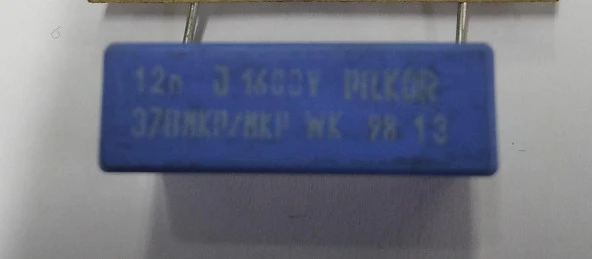 12n J 1600V PILKOR
378MKP/MKP WK 98 13